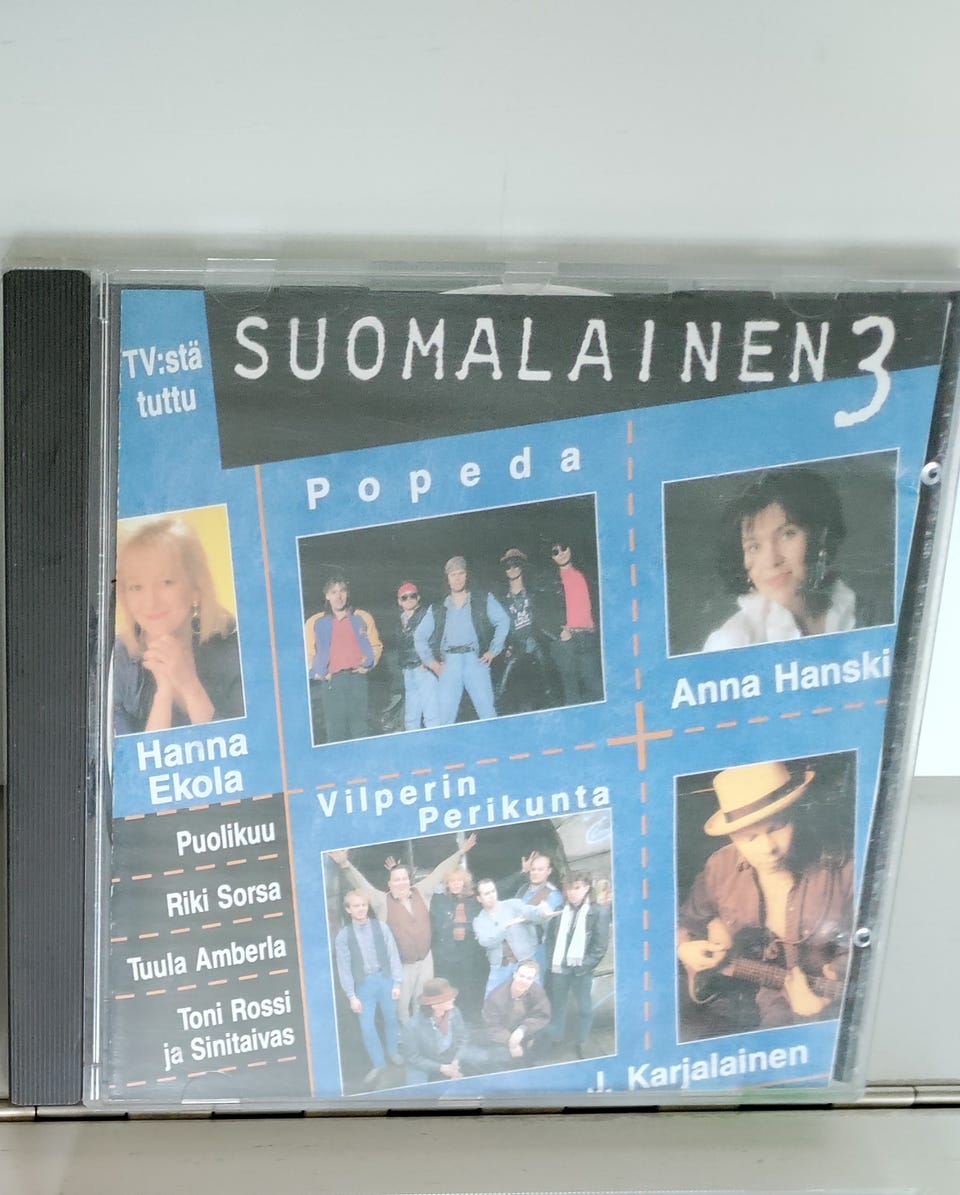 TV:stä
tuttu
SUOMALAINEN 3
Popeda
Anna Hanski
Hanna
Ekola
Vilperin
Perikunta
Puolikuu
Riki Sorsa
Tuula Amberla
Toni Rossi
ja Sinitaivas
J. Karjalainen